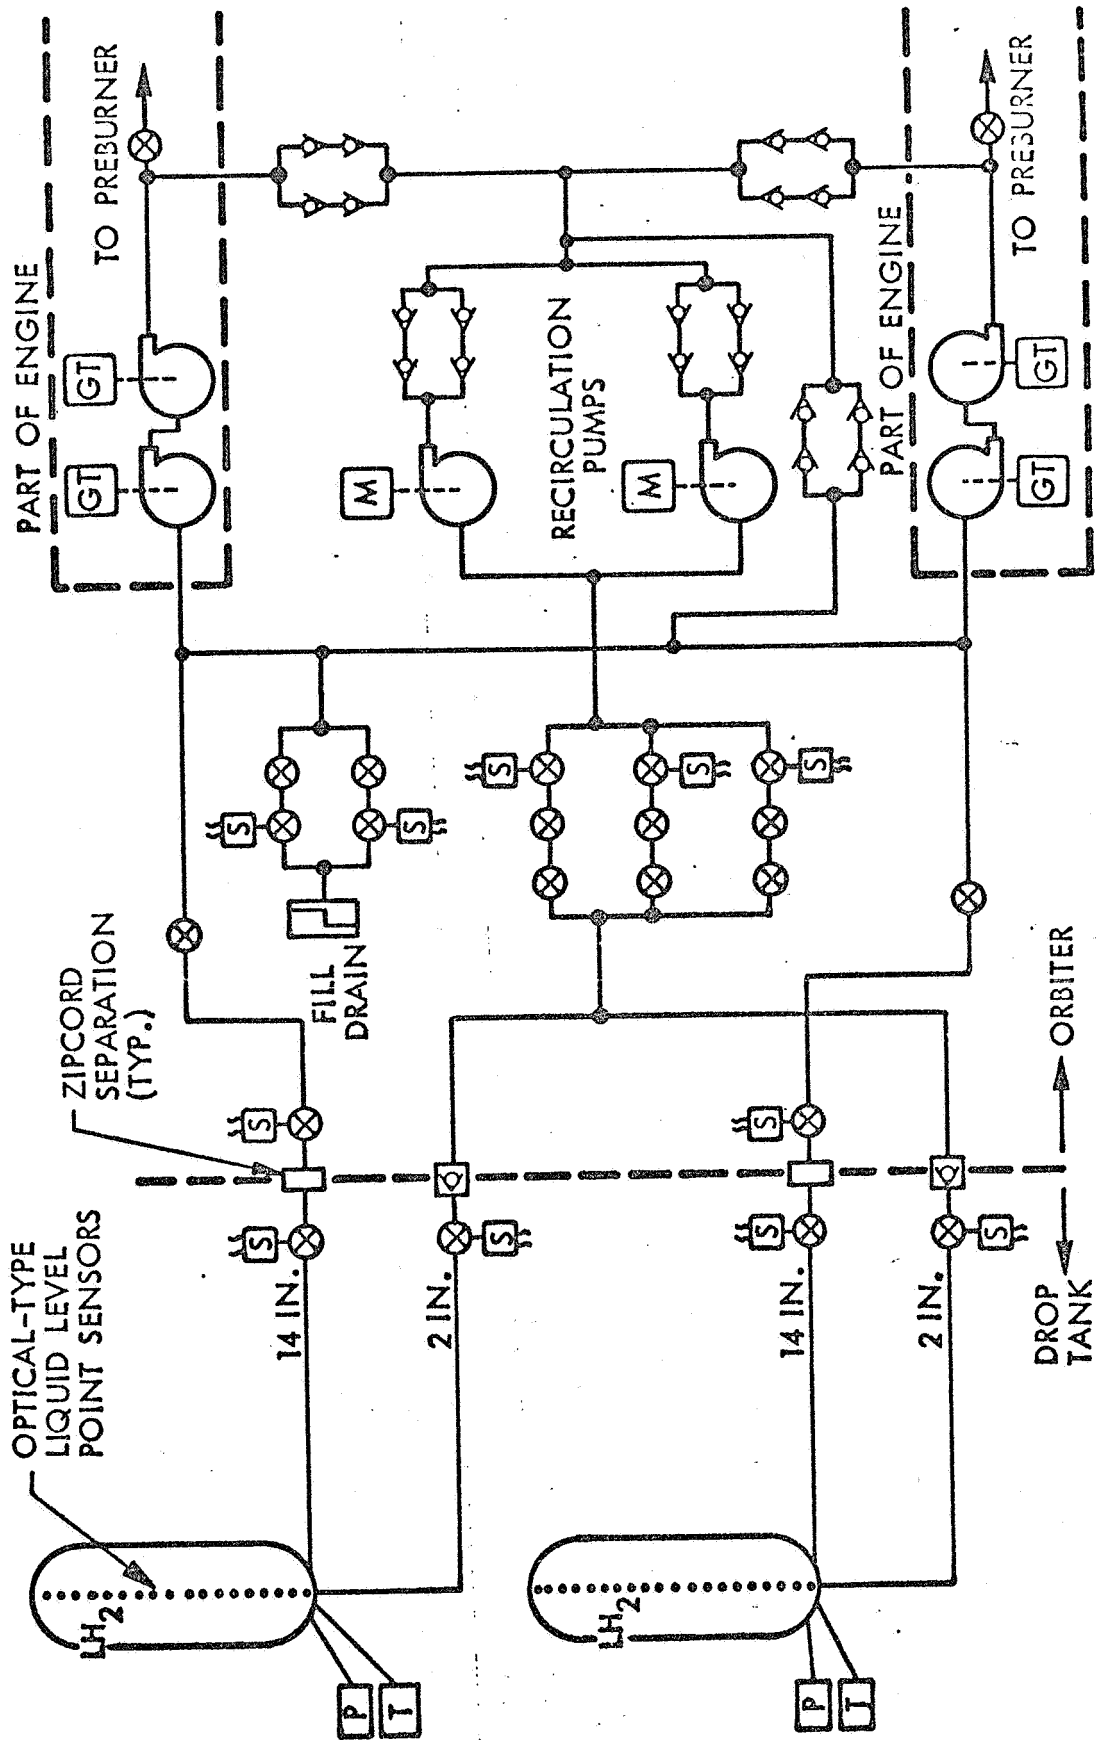 OPTICAL-TYPE
LIQUID LEVEL
POINT SENSORS
ZIPCORD
SEPARATION
(TYP.)
PART OF ENGINE
TO PREBURNER
GT
GT
LH2
P
T
14 IN.
S
S
2 IN.
S
FILL
DRAIN
S
S
S
S
S
M
M
RECIRCULATION
PUMPS
LH2
P
T
14 IN.
S
S
2 IN.
S
PART OF ENGINE
GT
GT
TO PREBURNER
DROP
TANK
ORBITER